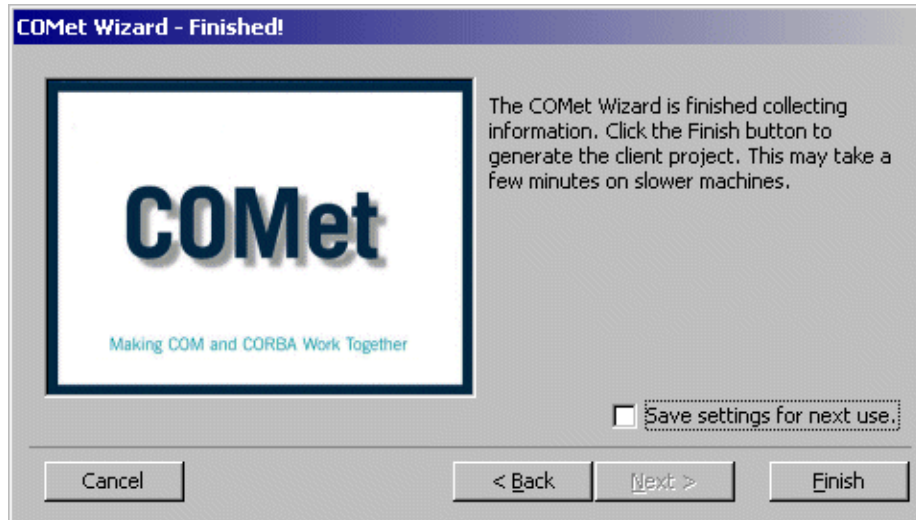 COMet Wizard - Finished!
COMet
Making COM and CORBA Work Together
The COMet Wizard is finished collecting
information. Click the Finish button to
generate the client project. This may take a
few minutes on slower machines.
Save settings for next use.
Cancel
< Back
Next >
Finish